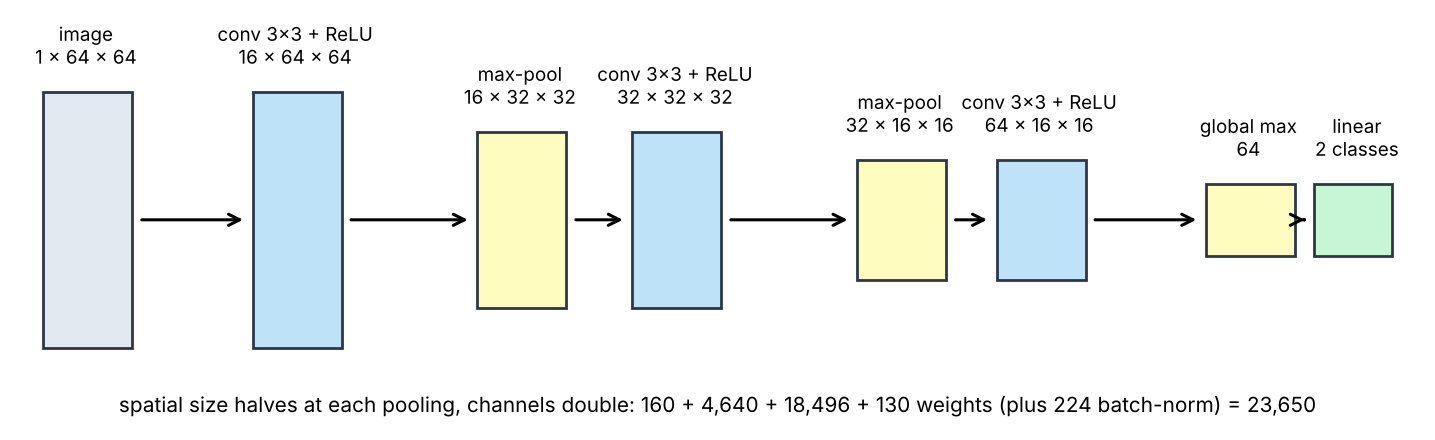 image
1 × 64 × 64
conv 3×3 + ReLU
16 × 64 × 64
max-pool
16 × 32 × 32
conv 3×3 + ReLU
32 × 32 × 32
max-pool
32 × 16 × 16
conv 3×3 + ReLU
64 × 16 × 16
global max
64
linear
2 classes
spatial size halves at each pooling, channels double: 160 + 4,640 + 18,496 + 130 weights (plus 224 batch-norm) = 23,650